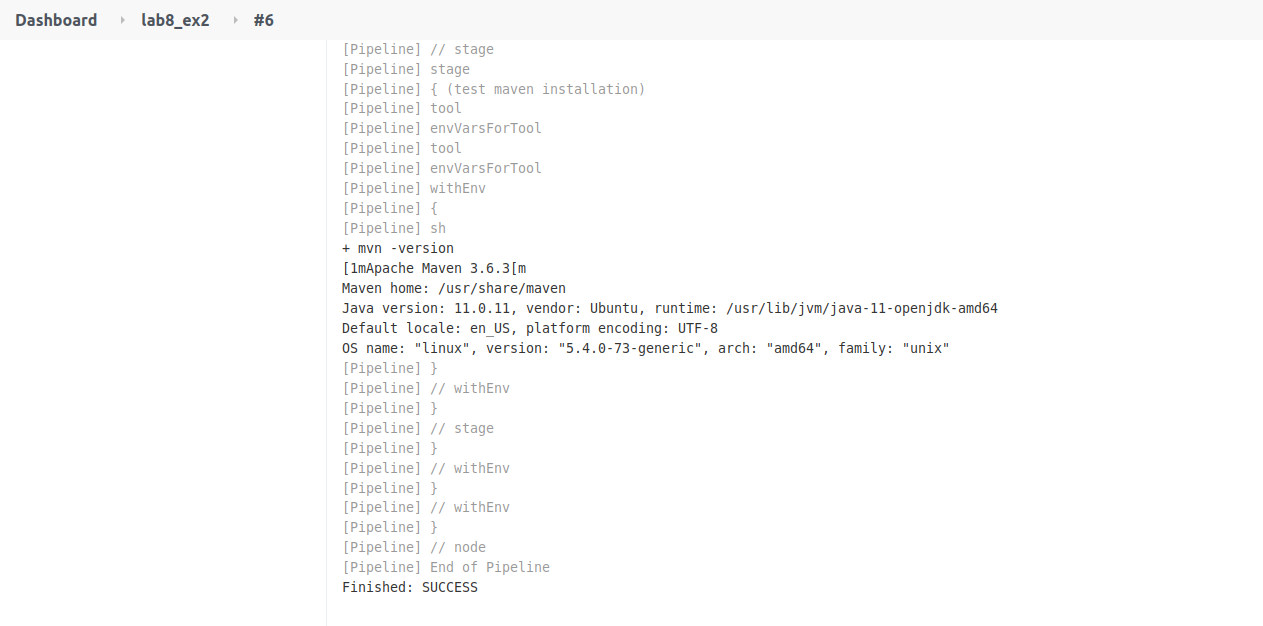 Dashboard lab8_ex2 #6
[Pipeline] // stage
[Pipeline] stage
[Pipeline] { (test maven installation)
[Pipeline] tool
[Pipeline] envVarsForTool
[Pipeline] tool
[Pipeline] envVarsForTool
[Pipeline] withEnv
[Pipeline] {
[Pipeline] sh
+ mvn -version
[1mApache Maven 3.6.3[m
Maven home: /usr/share/maven
Java version: 11.0.11, vendor: Ubuntu, runtime: /usr/lib/jvm/java-11-openjdk-amd64
Default locale: en_US, platform encoding: UTF-8
OS name: "linux", version: "5.4.0-73-generic", arch: "amd64", family: "unix"
[Pipeline] }
[Pipeline] // withEnv
[Pipeline] }
[Pipeline] // stage
[Pipeline] }
[Pipeline] // withEnv
[Pipeline] }
[Pipeline] // withEnv
[Pipeline] }
[Pipeline] // node
[Pipeline] End of Pipeline
Finished: SUCCESS